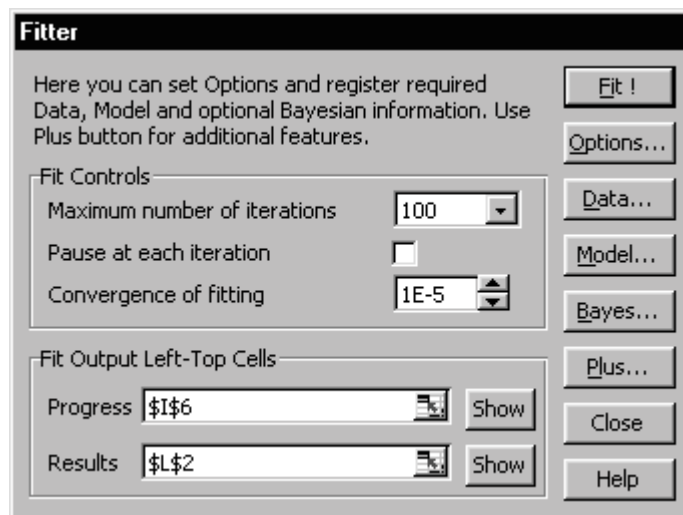 Fitter
Here you can set Options and register required
Data, Model and optional Bayesian information. Use
Plus button for additional features.
Fit !
Options...
Data...
Model...
Bayes...
Plus...
Close
Help
Fit Controls
Maximum number of iterations 100
Pause at each iteration
Convergence of fitting 1E-5
Fit Output Left-Top Cells
Progress $I$6 Show
Results $L$2 Show